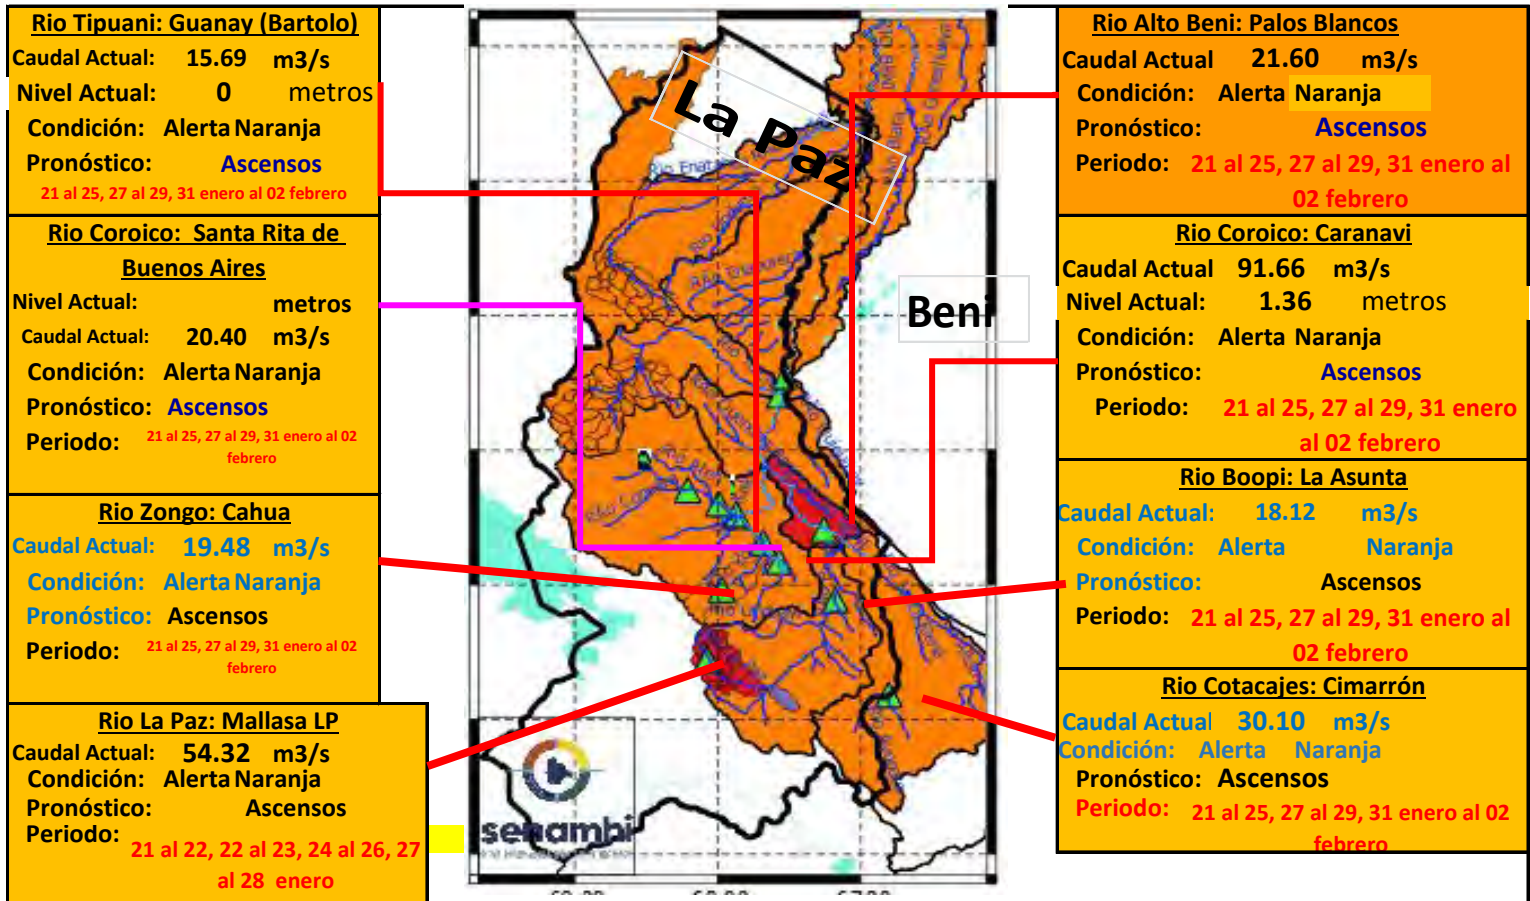 Rio Tipuani: Guanay (Bartolo)
Caudal Actual: 15.69 m3/s
Nivel Actual: 0 metros
Condición: Alerta Naranja
Pronóstico: Ascensos
21 al 25, 27 al 29, 31 enero al 02 febrero
Rio Coroico: Santa Rita de
Buenos Aires
Nivel Actual: metros
Caudal Actual: 20.40 m3/s
Condición: Alerta Naranja
Pronóstico: Ascensos
Periodo: 21 al 25, 27 al 29, 31 enero al 02
febrero
Rio Zongo: Cahua
Caudal Actual: 19.48 m3/s
Condición: Alerta Naranja
Pronóstico: Ascensos
Periodo: 21 al 25, 27 al 29, 31 enero al 02
febrero
Rio La Paz: Mallasa LP
Caudal Actual: 54.32 m3/s
Condición: Alerta Naranja
Pronóstico: Ascensos
Periodo: 21 al 22, 22 al 23, 24 al 26, 27
al 28 enero
La Paz
Beni
senamhi
Rio Alto Beni: Palos Blancos
Caudal Actual 21.60 m3/s
Condición: Alerta Naranja
Pronóstico: Ascensos
Periodo: 21 al 25, 27 al 29, 31 enero al
02 febrero
Rio Coroico: Caranavi
Caudal Actual 91.66 m3/s
Nivel Actual: 1.36 metros
Condición: Alerta Naranja
Pronóstico: Ascensos
Periodo: 21 al 25, 27 al 29, 31 enero
al 02 febrero
Rio Boopi: La Asunta
Caudal Actual: 18.12 m3/s
Condición: Alerta Naranja
Pronóstico: Ascensos
Periodo: 21 al 25, 27 al 29, 31 enero al
02 febrero
Rio Cotacajes: Cimarrón
Caudal Actual 30.10 m3/s
Condición: Alerta Naranja
Pronóstico: Ascensos
Periodo: 21 al 25, 27 al 29, 31 enero al 02
febrero